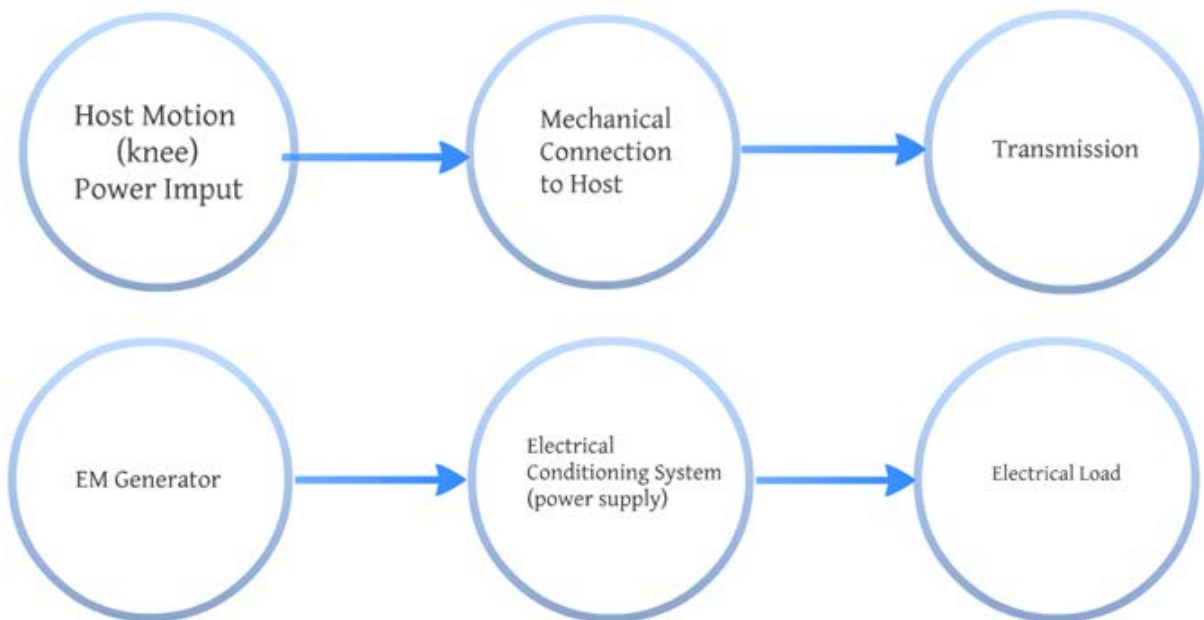 Host Motion
(knee)
Power Imput
Mechanical
Connection
to Host
Transmission
EM Generator
Electrical
Conditioning System
(power supply)
Electrical Load